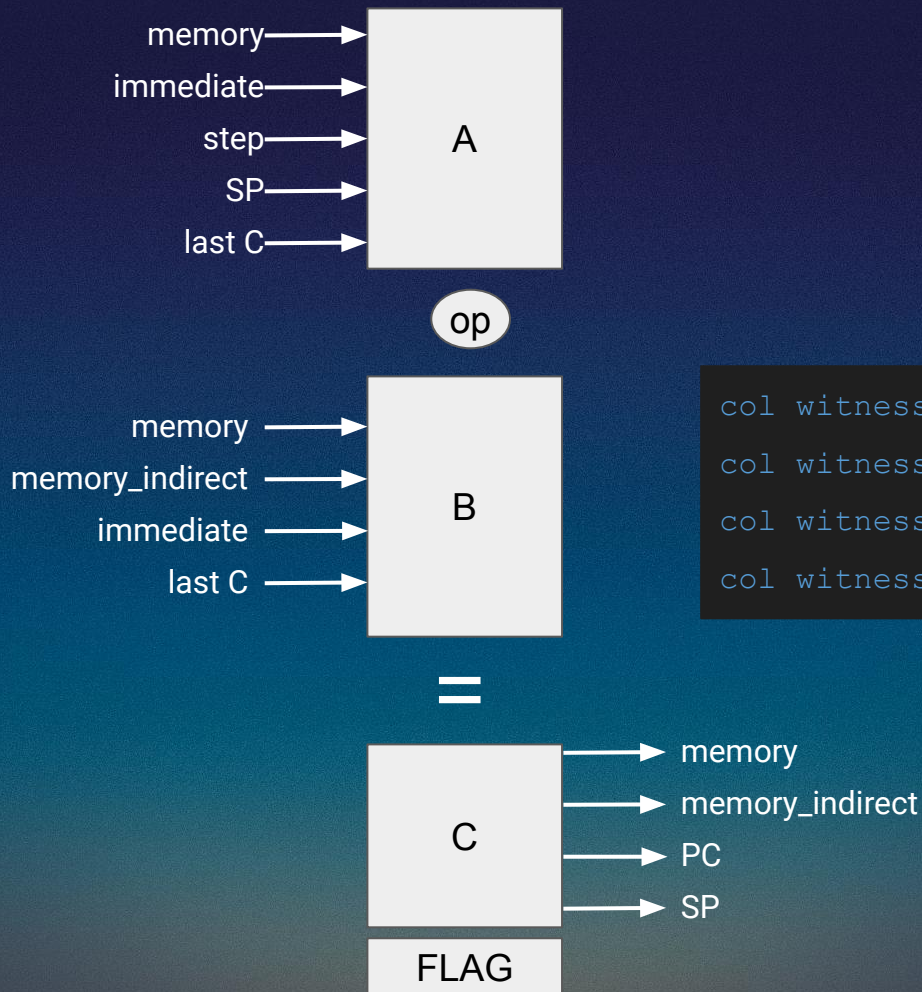 memory
immediate
step
SP
last C
A
op
memory
memory_indirect
immediate
last C
B
col witness
col witness
col witness
col witness
=
C
memory
memory_indirect
PC
SP
FLAG